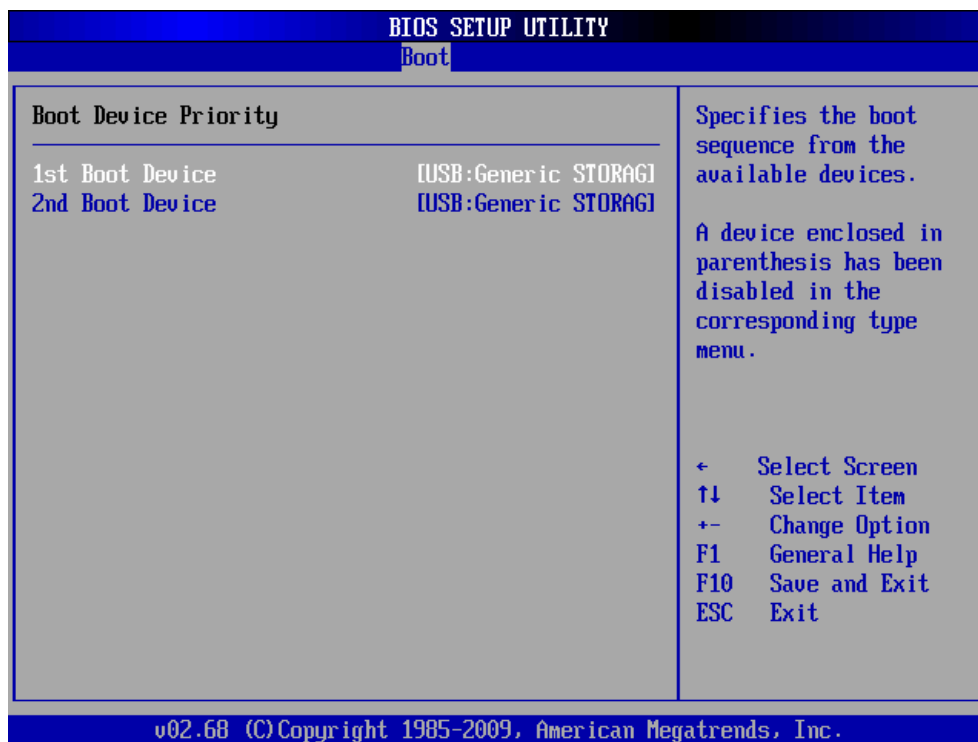 BIOS SETUP UTILITY
Boot
Boot Device Priority
1st Boot Device [USB:Generic STORAG]
2nd Boot Device [USB:Generic STORAG]
Specifies the boot
sequence from the
available devices.
A device enclosed in
parenthesis has been
disabled in the
corresponding type
menu.
← Select Screen
↑↓ Select Item
+- Change Option
F1 General Help
F10 Save and Exit
ESC Exit
v02.68 (C)Copyright 1985-2009, American Megatrends, Inc.